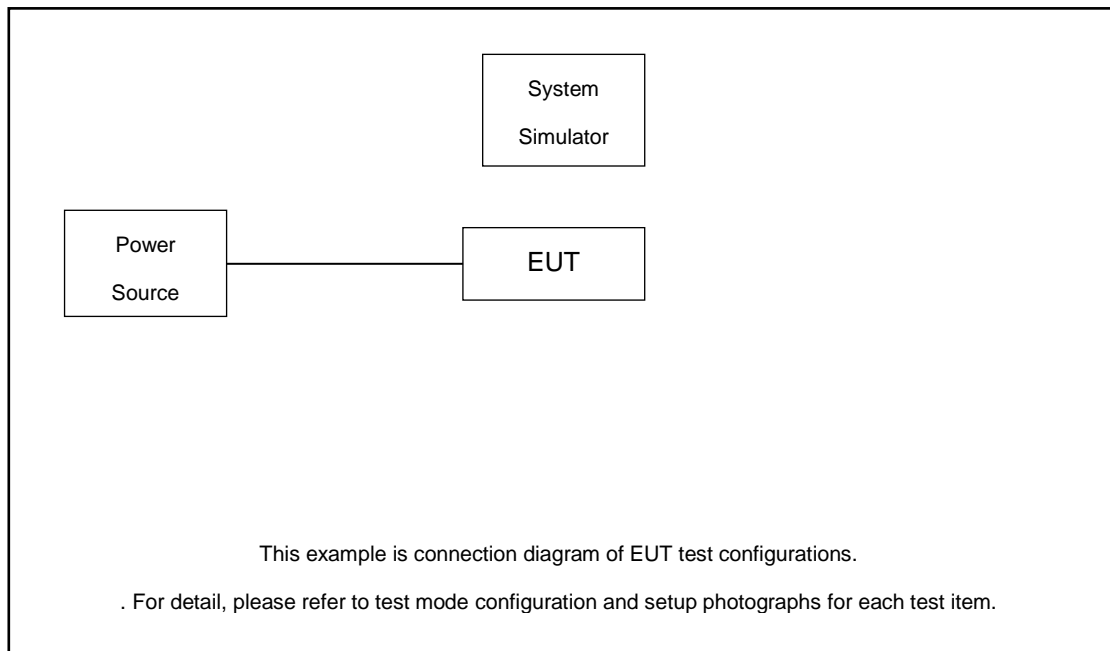 System
Simulator
Power
Source
EUT
This example is connection diagram of EUT test configurations.
. For detail, please refer to test mode configuration and setup photographs for each test item.